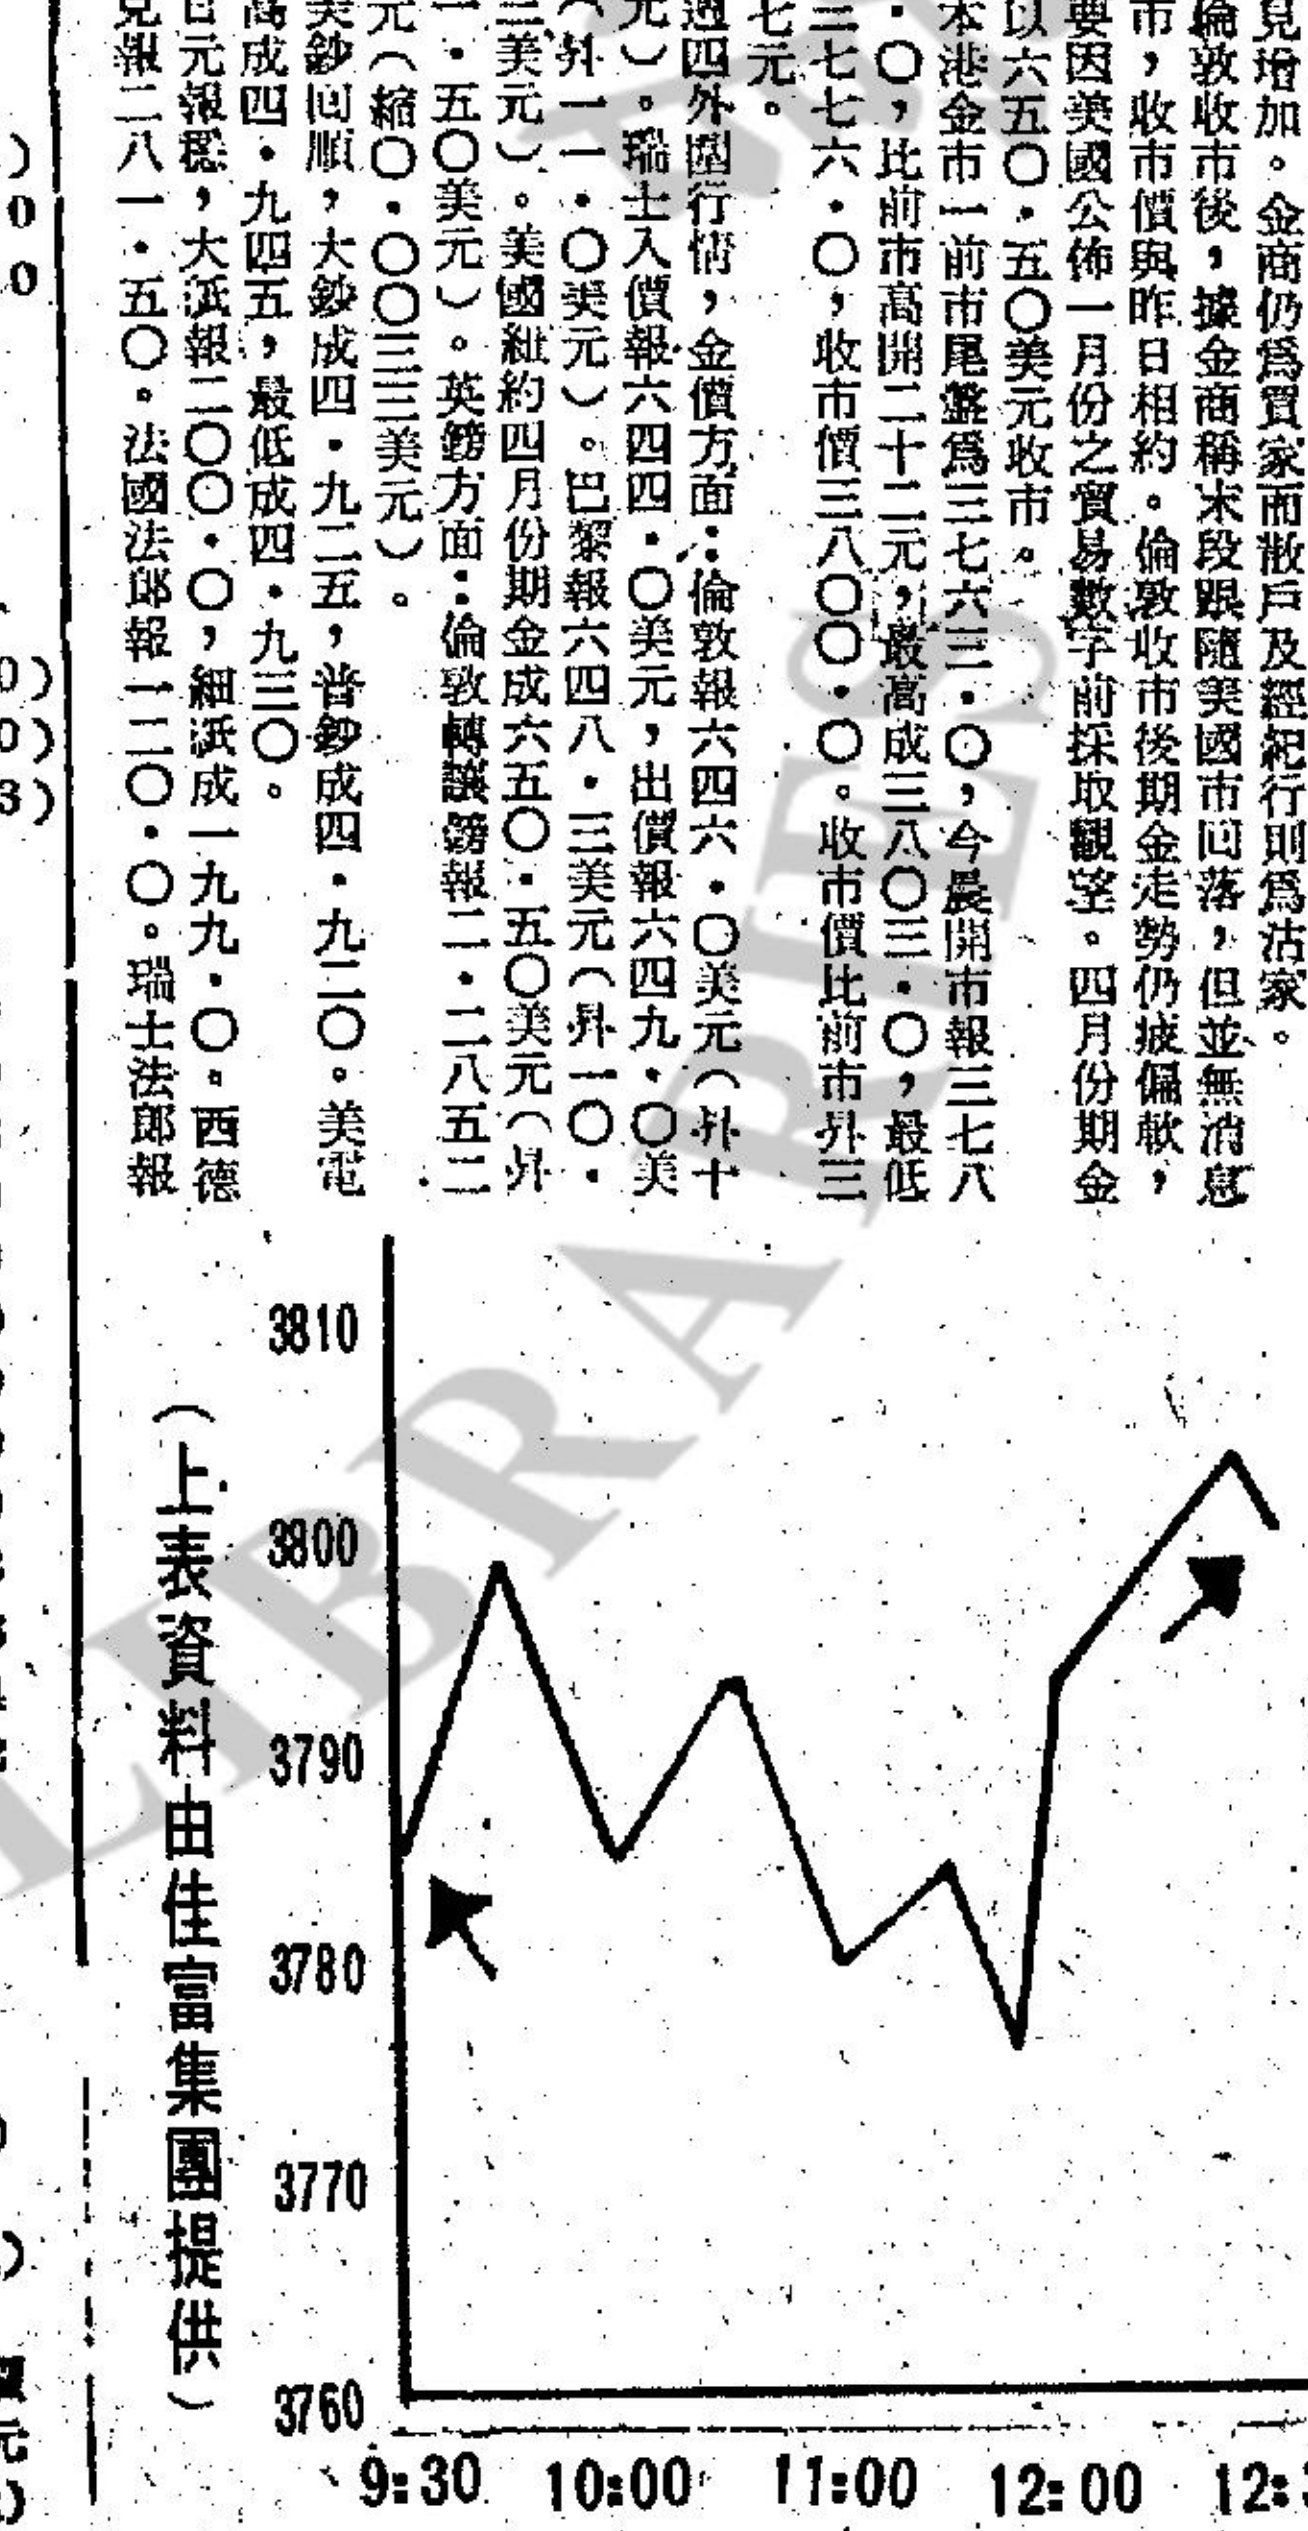 見增加。金商仍爲買家而散戶及經紀行則爲沽家。
倫敦收市後，據金商稱末段跟隨美國市回落，但並無消息
市，收市價與昨日相約。倫敦收市後期金走勢仍疲偏軟，
要因美國公佈一月份之貿易數字前採取觀望。四月份期金
以六五〇・五〇美元收市。
本港金市一前市尾盤爲三七六三・〇，今晨開市報三七八
・〇，比前市高開二十二元，最高成三八〇三・〇，最低
三七七六・〇，收市價三八〇〇・〇。收市價比前市昇三
七元。
週四外圍行情，金價方面：倫敦報六四六・〇美元（昇十
元）。瑞士入價報六四四・〇美元，出價報六四九・〇美
（昇一一・〇美元）。巴黎報六四八・三美元（昇一〇・
三美元）。美國紐約四月份期金成六五〇・五〇美元（昇
一・五〇美元）。英鎊方面：倫敦轉讓鎊報二・二八五二
元（縮〇・〇〇三三美元）。
美鈔回順，大鈔成四・九二五，普鈔成四・九二〇。美電
高成四・九四五，最低成四・九三〇。
日元報穩，大浜報二〇〇・〇，細浜成一九九・〇。西德
見報二八一・五〇。法國法郎報一二〇・〇。瑞士法郎報
3810
3800
3790
3780
3770
3760
9:30 10:00 11:00 12:00
（上表資料由佳富集團提供）
LIBRARIES